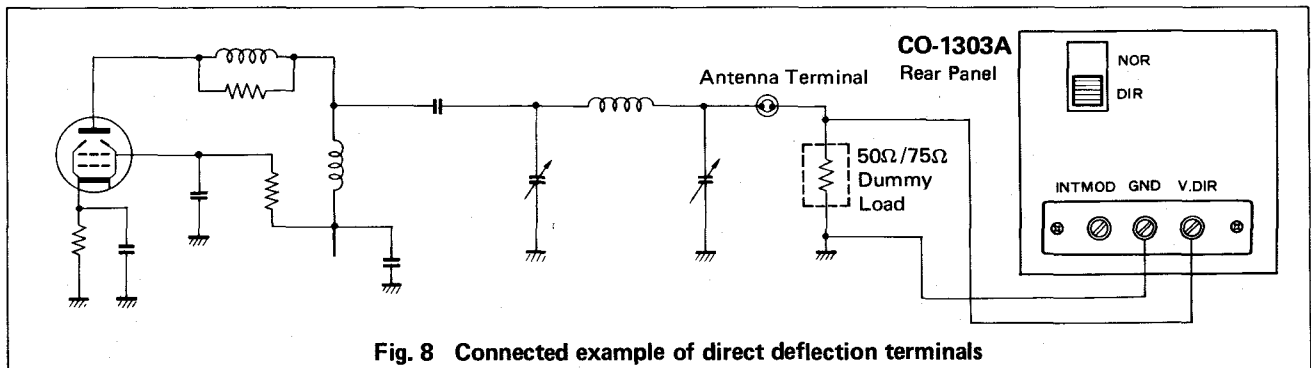 CO-1303A
Rear Panel
NOR
DIR
Antenna Terminal
50Ω/75Ω
Dummy
Load
INTMOD GND V.DIR
Fig. 8 Connected example of direct deflection terminals